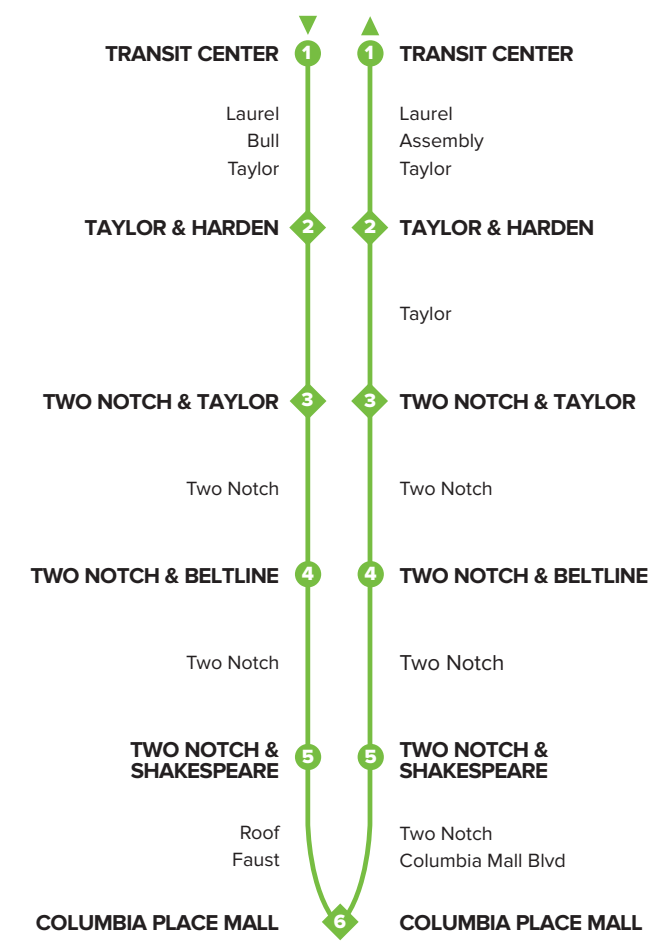 TRANSIT CENTER 1 1 TRANSIT CENTER
Laurel Laurel
Bull Assembly
Taylor Taylor
TAYLOR & HARDEN 2 2 TAYLOR & HARDEN
Taylor
TWO NOTCH & TAYLOR 3 3 TWO NOTCH & TAYLOR
Two Notch Two Notch
TWO NOTCH & BELTLINE 4 4 TWO NOTCH & BELTLINE
Two Notch Two Notch
TWO NOTCH & TWO NOTCH &
SHAKESPEARE 5 5 SHAKESPEARE
Roof Two Notch
Faust Columbia Mall Blvd
COLUMBIA PLACE MALL 6 COLUMBIA PLACE MALL